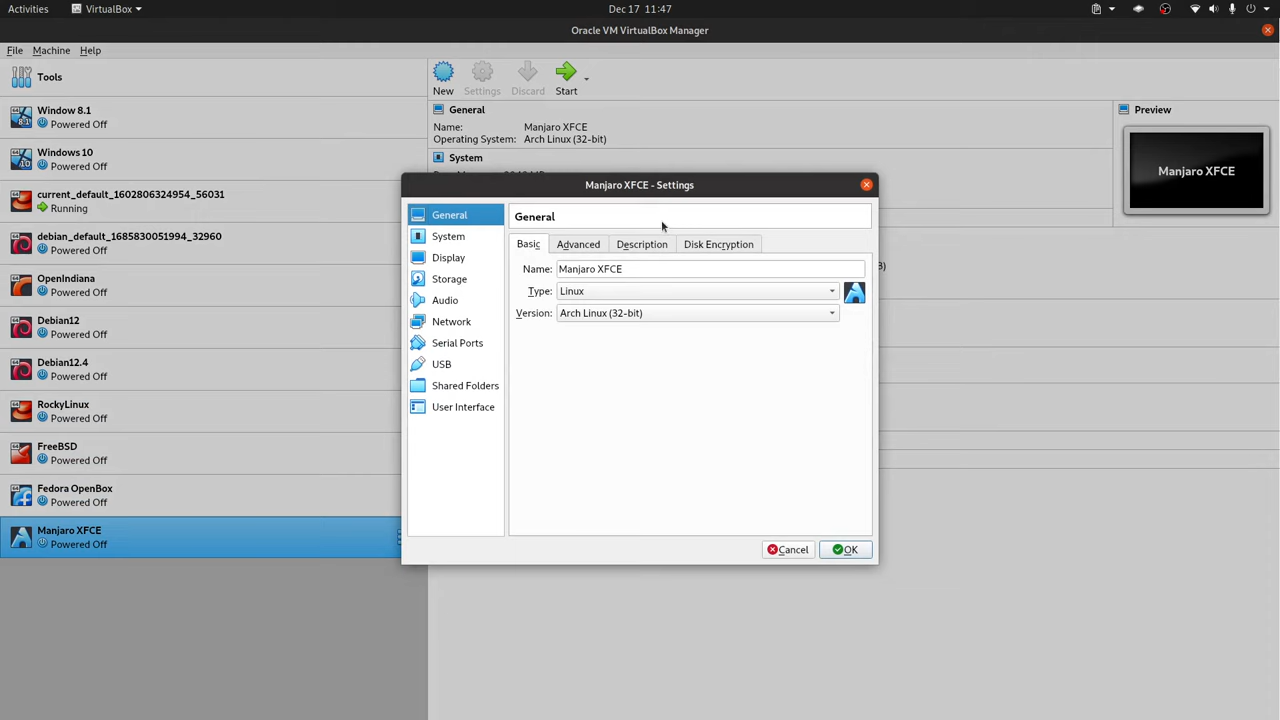 Activities VirtualBox Dec 17 11:47
Oracle VM VirtualBox Manager
File Machine Help
Tools
Window 8.1
Powered Off
Windows 10
Powered Off
current_default_1602806324954_56031
Running
debian_default_1685830051994_32960
Powered Off
OpenIndiana
Powered Off
Debian12
Powered Off
Debian12.4
Powered Off
RockyLinux
Powered Off
FreeBSD
Powered Off
Fedora OpenBox
Powered Off
Manjaro XFCE
Powered Off
New Settings Discard Start
General
Name: Manjaro XFCE
Operating System: Arch Linux (32-bit)
System
Preview
Manjaro XFCE
Manjaro XFCE - Settings
General
System
Display
Storage
Audio
Network
Serial Ports
USB
Shared Folders
User Interface
General
Basic Advanced Description Disk Encryption
Name: Manjaro XFCE
Type: Linux
Version: Arch Linux (32-bit)
Cancel OK